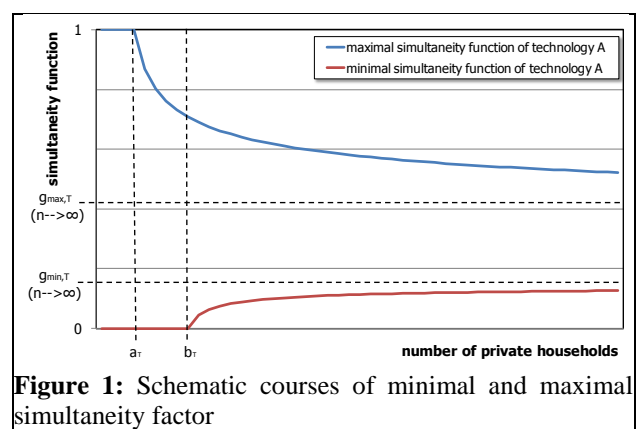 1
maximal simultaneity function of technology A
minimal simultaneity function of technology A
simultaneity function
gmax,T
(n-->∞)
gmin,T
(n-->∞)
0
aT
bT
number of private households
Figure 1: Schematic courses of minimal and maximal
simultaneity factor